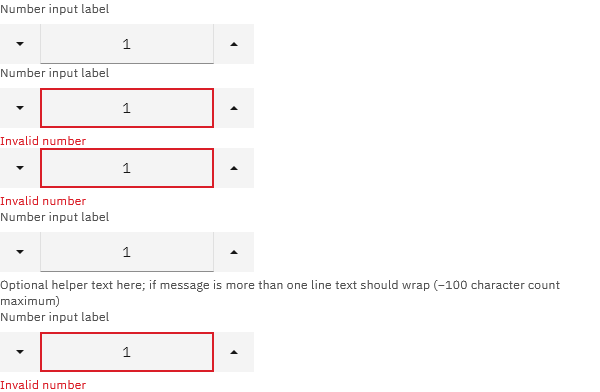 Number input label
1
Number input label
1
Invalid number
1
Invalid number
Number input label
1
Optional helper text here; if message is more than one line text should wrap (~100 character count
maximum)
Number input label
1
Invalid number